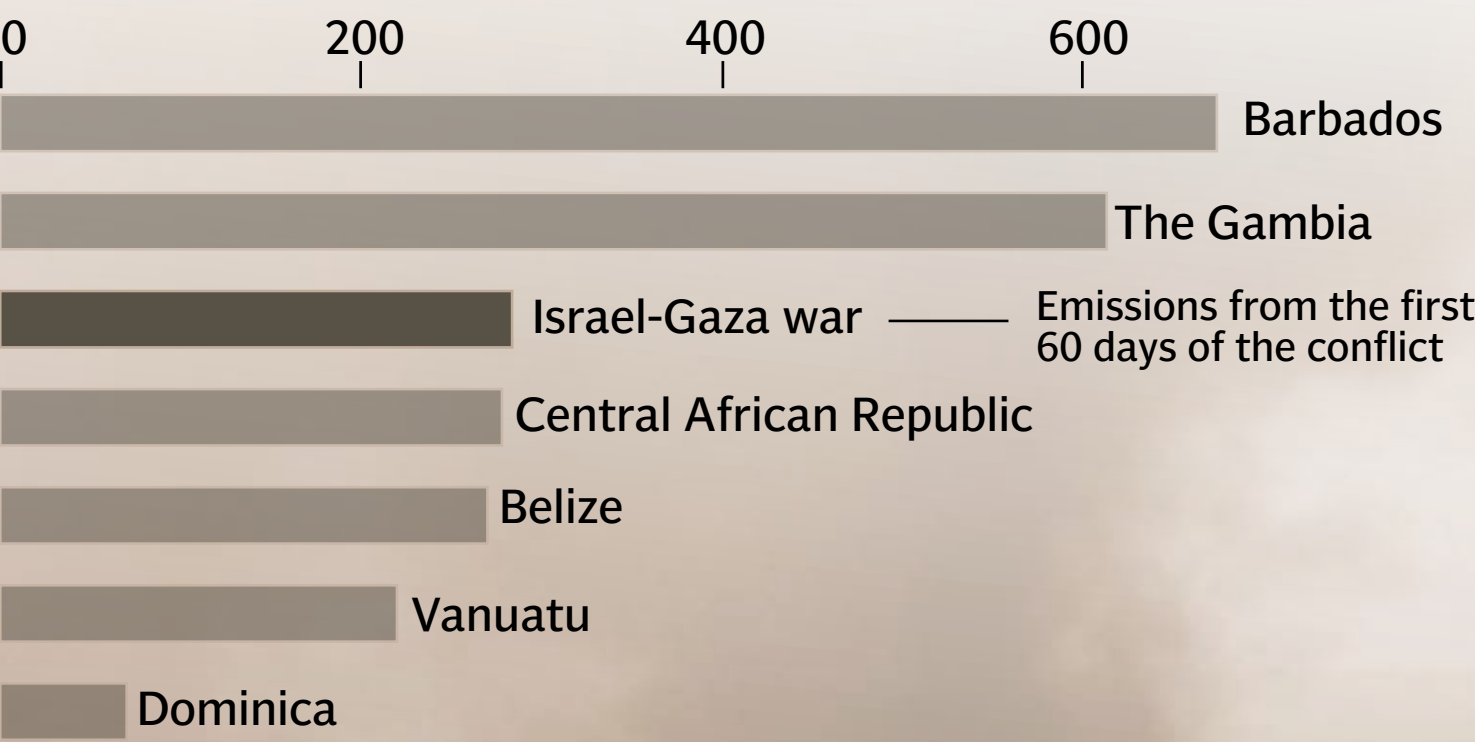 0 200 400 600
Barbados
The Gambia
Israel-Gaza war
Emissions from the first
60 days of the conflict
Central African Republic
Belize
Vanuatu
Dominica